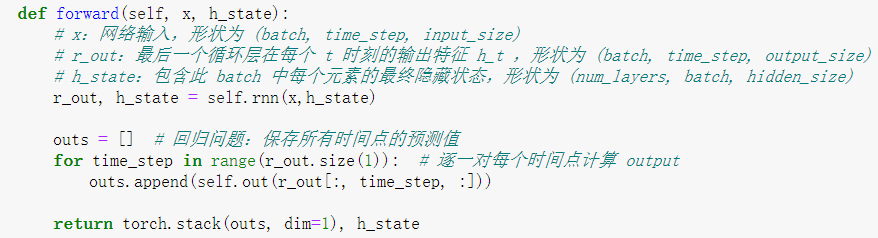 def forward(self, x, h_state):
    # x：网络输入，形状为 (batch, time_step, input_size)
    # r_out：最后一个循环层在每个 t 时刻的输出特征 h_t ，形状为 (batch, time_step, output_size)
    # h_state：包含此 batch 中每个元素的最终隐藏状态，形状为 (num_layers, batch, hidden_size)
    r_out, h_state = self.rnn(x,h_state)

    outs = []  # 回归问题：保存所有时间点的预测值
    for time_step in range(r_out.size(1)):  # 逐一对每个时间点计算 output
        outs.append(self.out(r_out[:, time_step, :]))

    return torch.stack(outs, dim=1), h_state